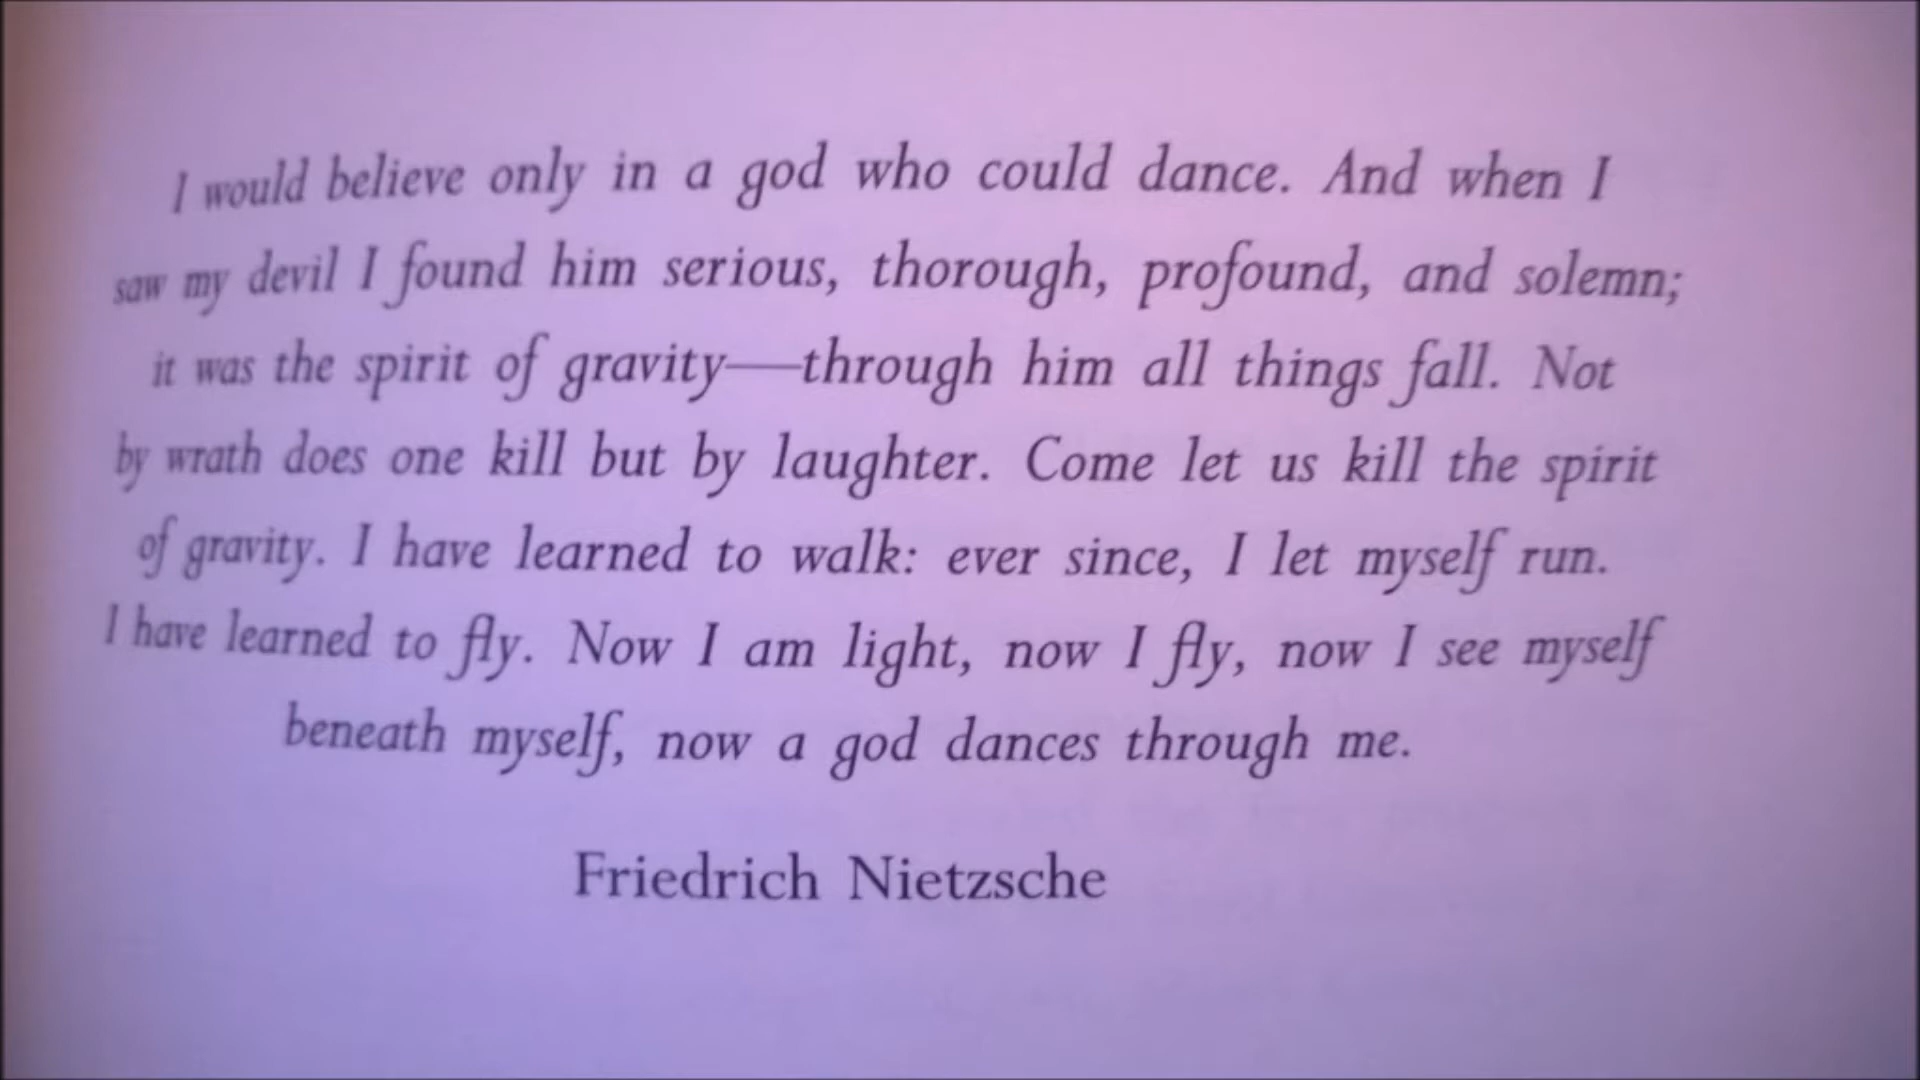 I would believe only in a god who could dance. And when I
saw my devil I found him serious, thorough, profound, and solemn;
it was the spirit of gravity—through him all things fall. Not
by wrath does one kill but by laughter. Come let us kill the spirit
of gravity. I have learned to walk: ever since, I let myself run.
I have learned to fly. Now I am light, now I fly, now I see myself
beneath myself, now a god dances through me.
Friedrich Nietzsche